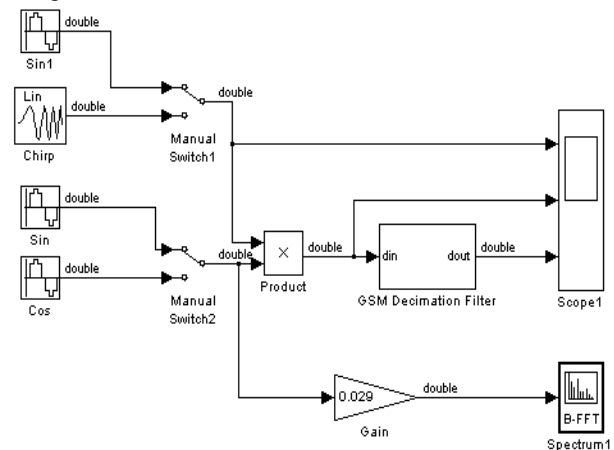 double
Sin1
Lin
double
Chirp
double
Manual
Switch1
double
Sin
double
Cos
double
Manual
Switch2
×
Product
double
din
dout
GSM Decimation Filter
double
Scope1
0.029
Gain
double
B-FFT
Spectrum1